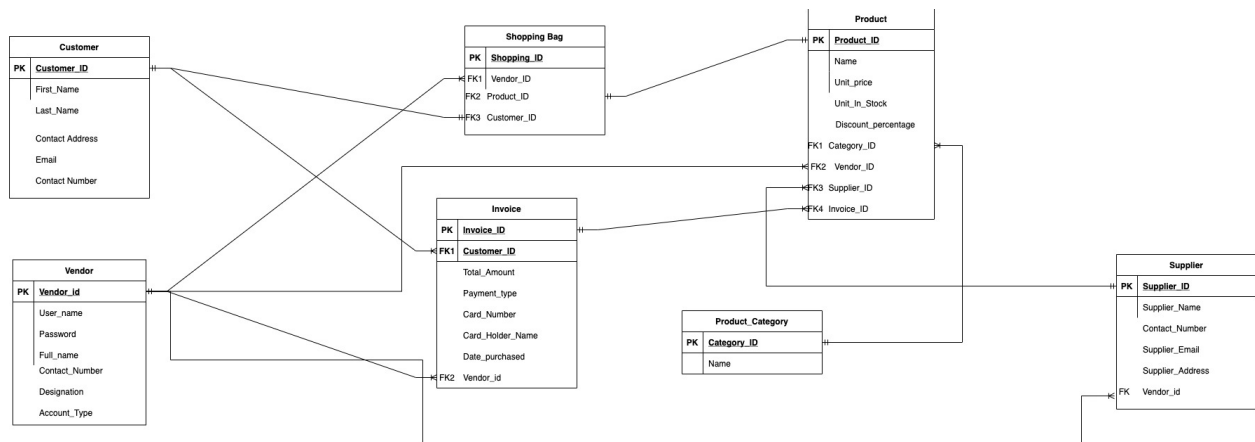 Customer
PK Customer_ID
First_Name
Last_Name
Contact Address
Email
Contact Number
Shopping Bag
PK Shopping_ID
FK1 Vendor_ID
FK2 Product_ID
FK3 Customer_ID
Product
PK Product_ID
Name
Unit_price
Unit_In_Stock
Discount_percentage
FK1 Category_ID
FK2 Vendor_ID
FK3 Supplier_ID
FK4 Invoice_ID
Vendor
PK Vendor_id
User_name
Password
Full_name
Contact_Number
Designation
Account_Type
Invoice
PK Invoice_ID
FK1 Customer_ID
Total_Amount
Payment_type
Card_Number
Card_Holder_Name
Date_purchased
FK2 Vendor_id
Product_Category
PK Category_ID
Name
Supplier
PK Supplier_ID
Supplier_Name
Contact_Number
Supplier_Email
Supplier_Address
FK Vendor_id